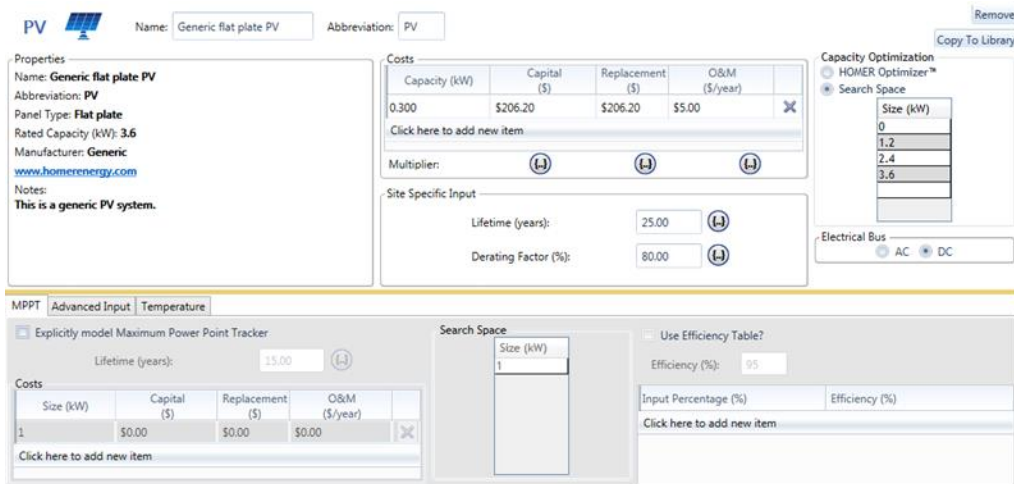 PV
Name: Generic flat plate PV
Abbreviation: PV
Remove
Copy To Library
Properties
Name: Generic flat plate PV
Abbreviation: PV
Panel Type: Flat plate
Rated Capacity (kW): 3.6
Manufacturer: Generic
www.homerenergy.com
Notes:
This is a generic PV system.
Costs
Capacity (kW) Capital ($) Replacement ($) O&M ($/year)
0.300 $206.20 $206.20 $5.00
Click here to add new item
Multiplier: (..) (..) (..)
Site Specific Input
Lifetime (years): 25.00 (..)
Derating Factor (%): 80.00 (..)
Capacity Optimization
HOMER Optimizer™
Search Space
Size (kW)
0
1.2
2.4
3.6
Electrical Bus
AC DC
MPPT Advanced Input Temperature
Explicitly model Maximum Power Point Tracker
Lifetime (years): 15.00 (..)
Costs
Size (kW) Capital ($) Replacement ($) O&M ($/year)
1 $0.00 $0.00 $0.00
Click here to add new item
Search Space
Size (kW)
1
Use Efficiency Table?
Efficiency (%): 95
Input Percentage (%) Efficiency (%)
Click here to add new item